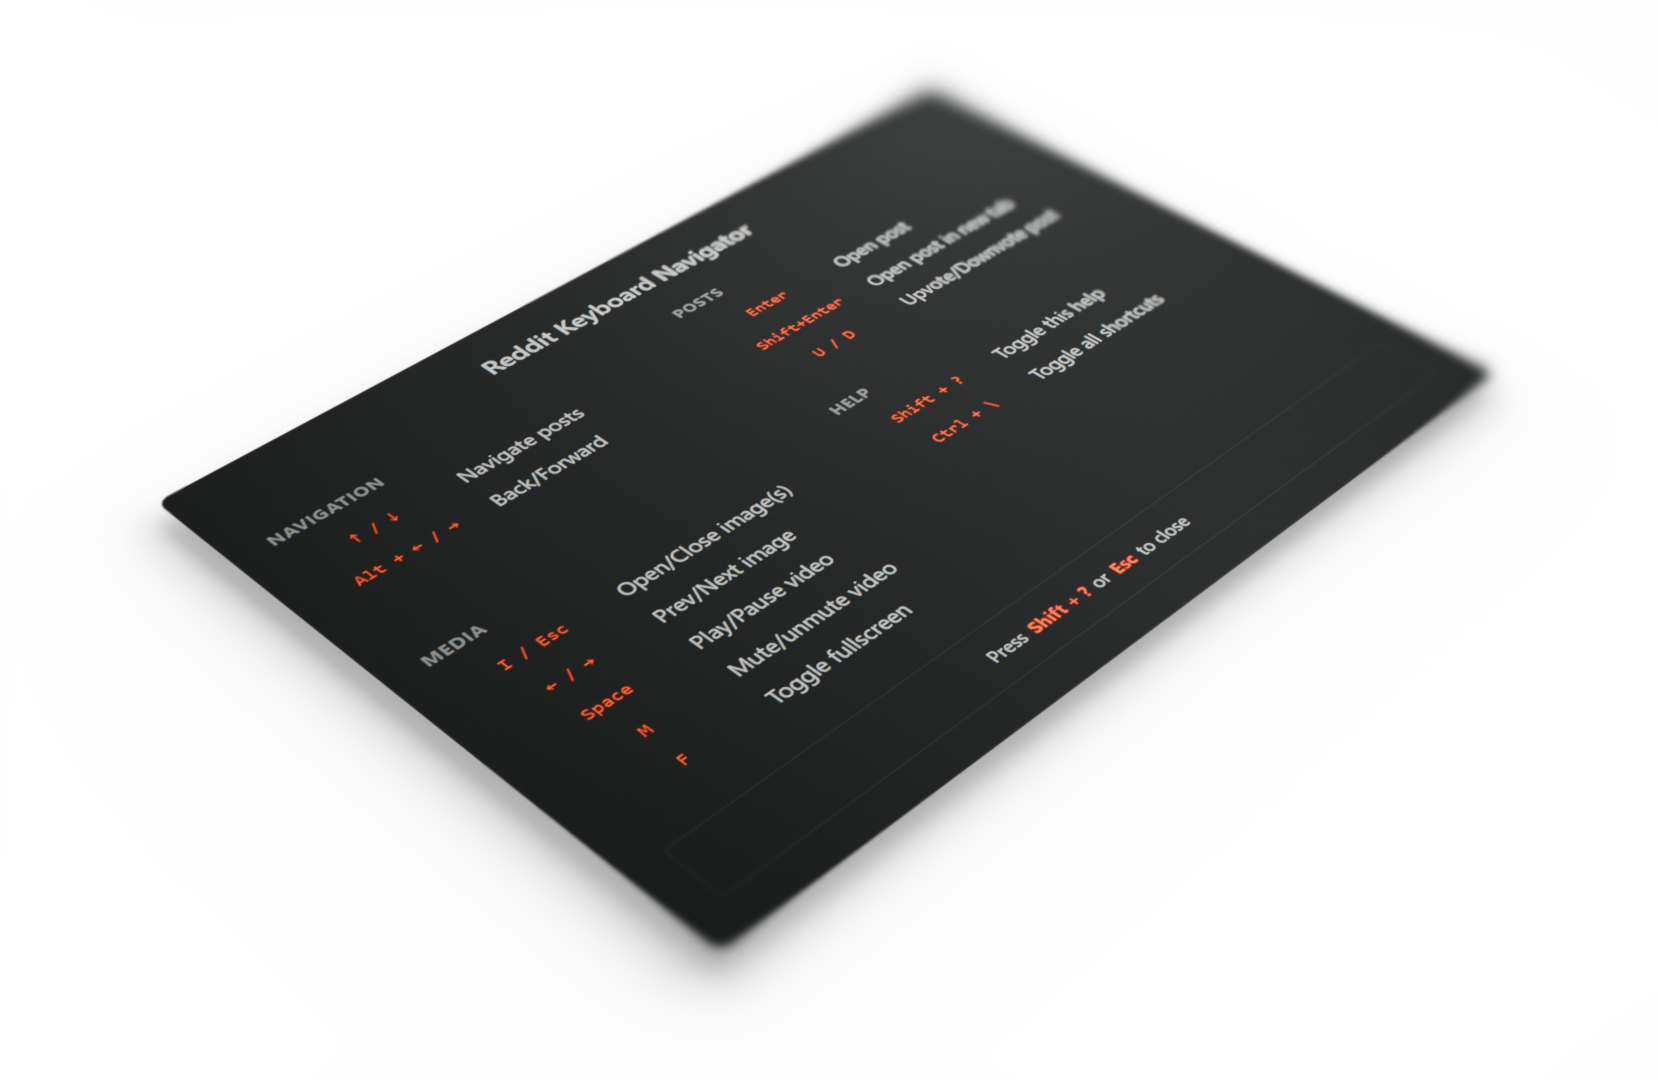 Reddit Keyboard Navigator
NAVIGATION
↑ / ↓ Navigate posts
Alt + ← / → Back/Forward
MEDIA
I / Esc Open/Close image(s)
← / → Prev/Next image
Space Play/Pause video
M Mute/unmute video
F Toggle fullscreen
POSTS
Enter Open post
Shift+Enter Open post in new tab
U / D Upvote/Downvote post
HELP
Shift + ? Toggle this help
Ctrl + \ Toggle all shortcuts
Press Shift + ? or Esc to close